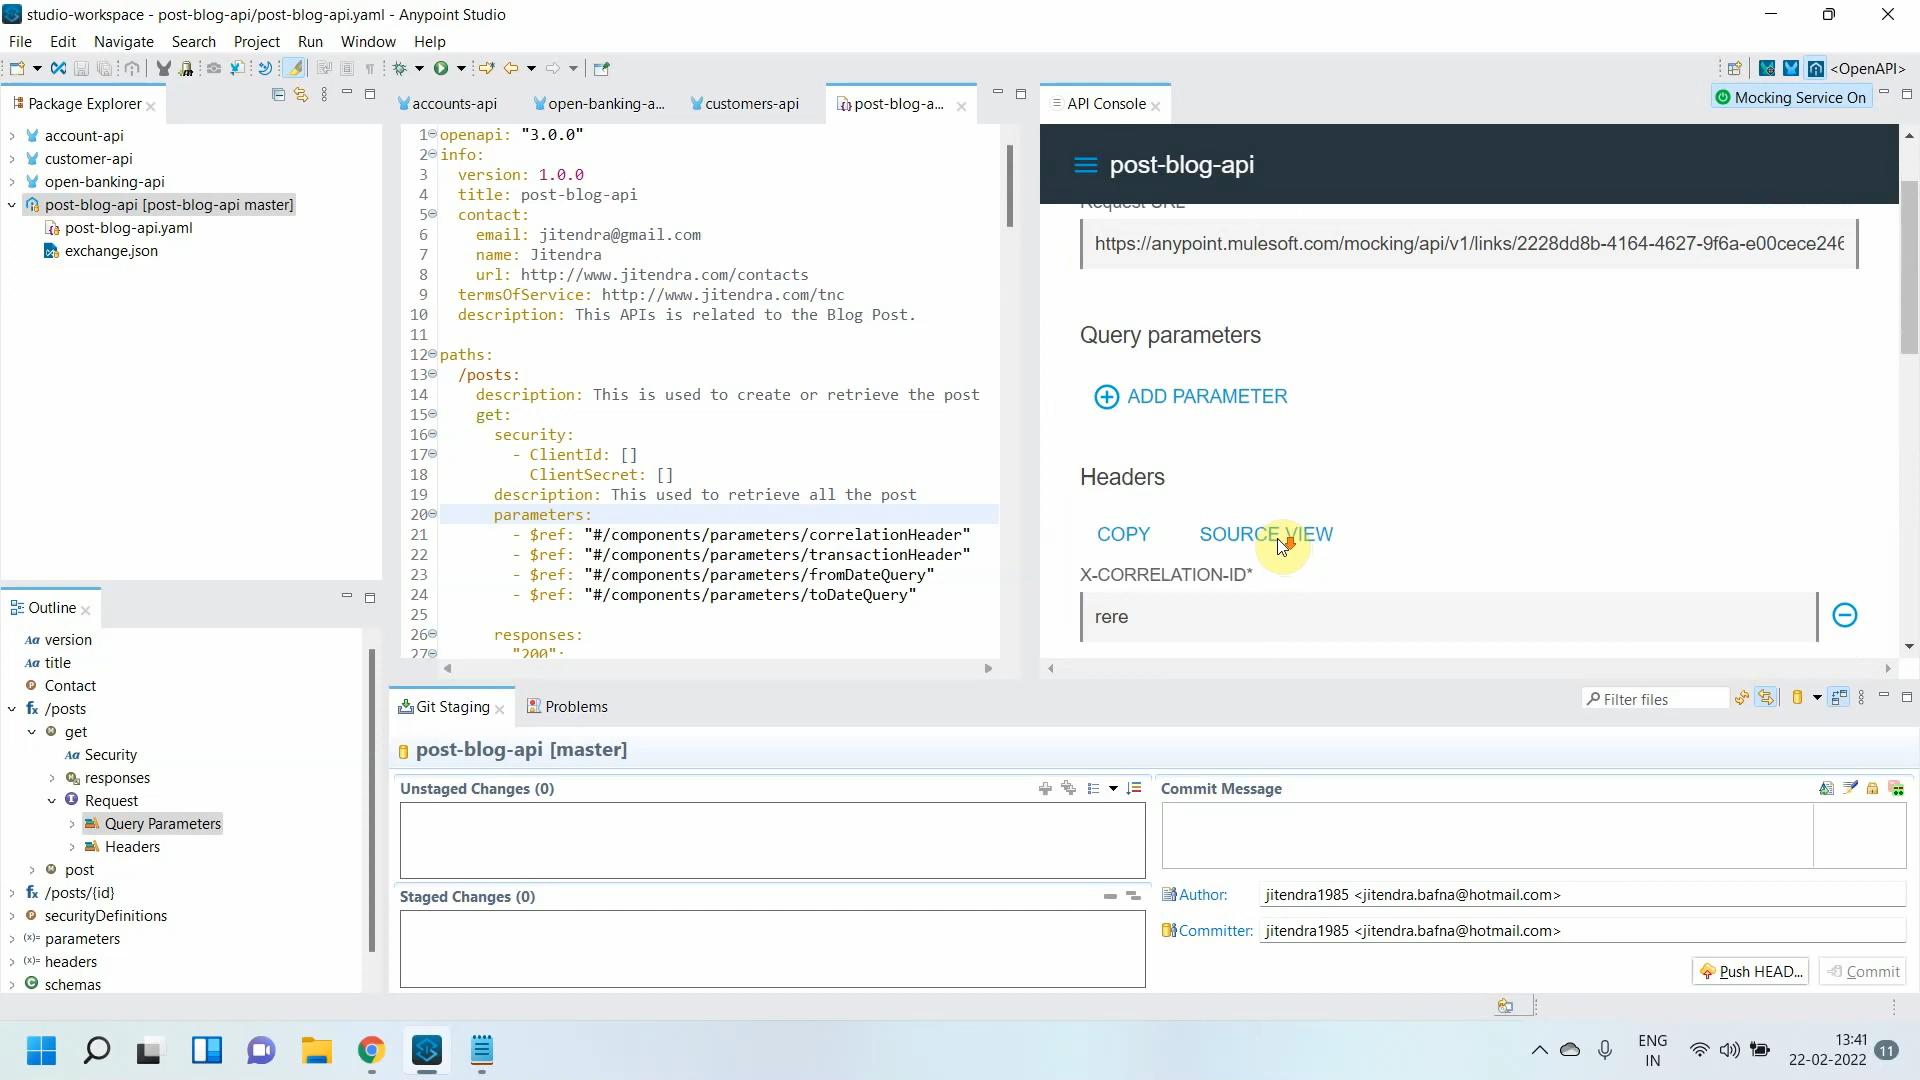 studio-workspace - post-blog-api/post-blog-api.yaml - Anypoint Studio
File Edit Navigate Search Project Run Window Help
<OpenAPI>
Package Explorer
accounts-api
open-banking-a...
customers-api
post-blog-a...
API Console
Mocking Service On
account-api
customer-api
open-banking-api
post-blog-api [post-blog-api master]
post-blog-api.yaml
exchange.json
1 openapi: "3.0.0"
2 info:
3 version: 1.0.0
4 title: post-blog-api
5 contact:
6 email: jitendra@gmail.com
7 name: Jitendra
8 url: http://www.jitendra.com/contacts
9 termsOfService: http://www.jitendra.com/tnc
10 description: This APIs is related to the Blog Post.
11
12 paths:
13 /posts:
14 description: This is used to create or retrieve the post
15 get:
16 security:
17 - ClientId: []
18 ClientSecret: []
19 description: This used to retrieve all the post
20 parameters:
21 - $ref: "#/components/parameters/correlationHeader"
22 - $ref: "#/components/parameters/transactionHeader"
23 - $ref: "#/components/parameters/fromDateQuery"
24 - $ref: "#/components/parameters/toDateQuery"
25
26 responses:
27 "200":
post-blog-api
Request URL
https://anypoint.mulesoft.com/mocking/api/v1/links/2228dd8b-4164-4627-9f6a-e00cece246
Query parameters
ADD PARAMETER
Headers
COPY SOURCE VIEW
X-CORRELATION-ID*
rere
Outline
version
title
Contact
/posts
get
Security
responses
Request
Query Parameters
Headers
post
/posts/{id}
securityDefinitions
parameters
headers
schemas
Git Staging
Problems
Filter files
post-blog-api [master]
Unstaged Changes (0)
Staged Changes (0)
Commit Message
Author: jitendra1985 <jitendra.bafna@hotmail.com>
Committer: jitendra1985 <jitendra.bafna@hotmail.com>
Push HEAD... Commit
ENG
IN
13:41
22-02-2022
11